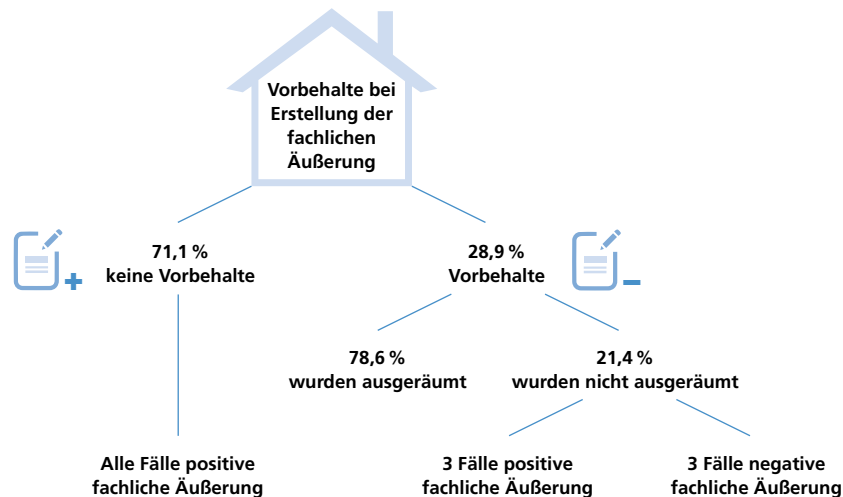 Vorbehalte bei
Erstellung der
fachlichen
Äußerung
71,1 %
keine Vorbehalte
28,9 %
Vorbehalte
78,6 %
wurden ausgeräumt
21,4 %
wurden nicht ausgeräumt
Alle Fälle positive
fachliche Äußerung
3 Fälle positive
fachliche Äußerung
3 Fälle negative
fachliche Äußerung